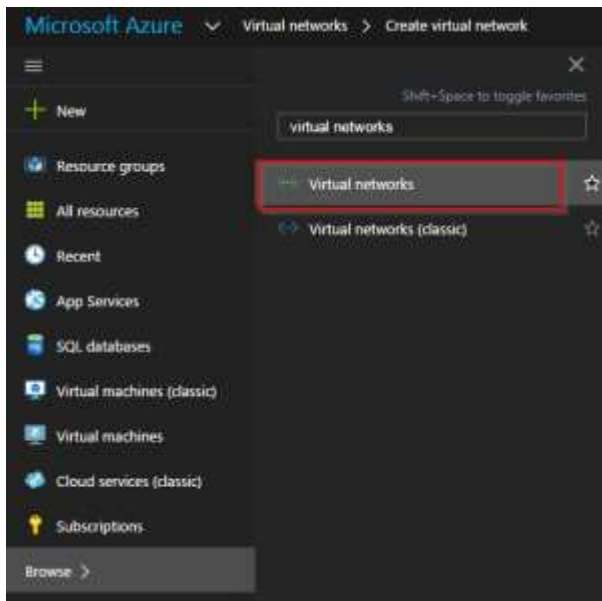 Microsoft Azure Virtual networks > Create virtual network
Shift+Space to toggle favorites
New
virtual networks
Resource groups
Virtual networks
All resources
Virtual networks (classic)
Recent
App Services
SQL databases
Virtual machines (classic)
Virtual machines
Cloud services (classic)
Subscriptions
Browse >